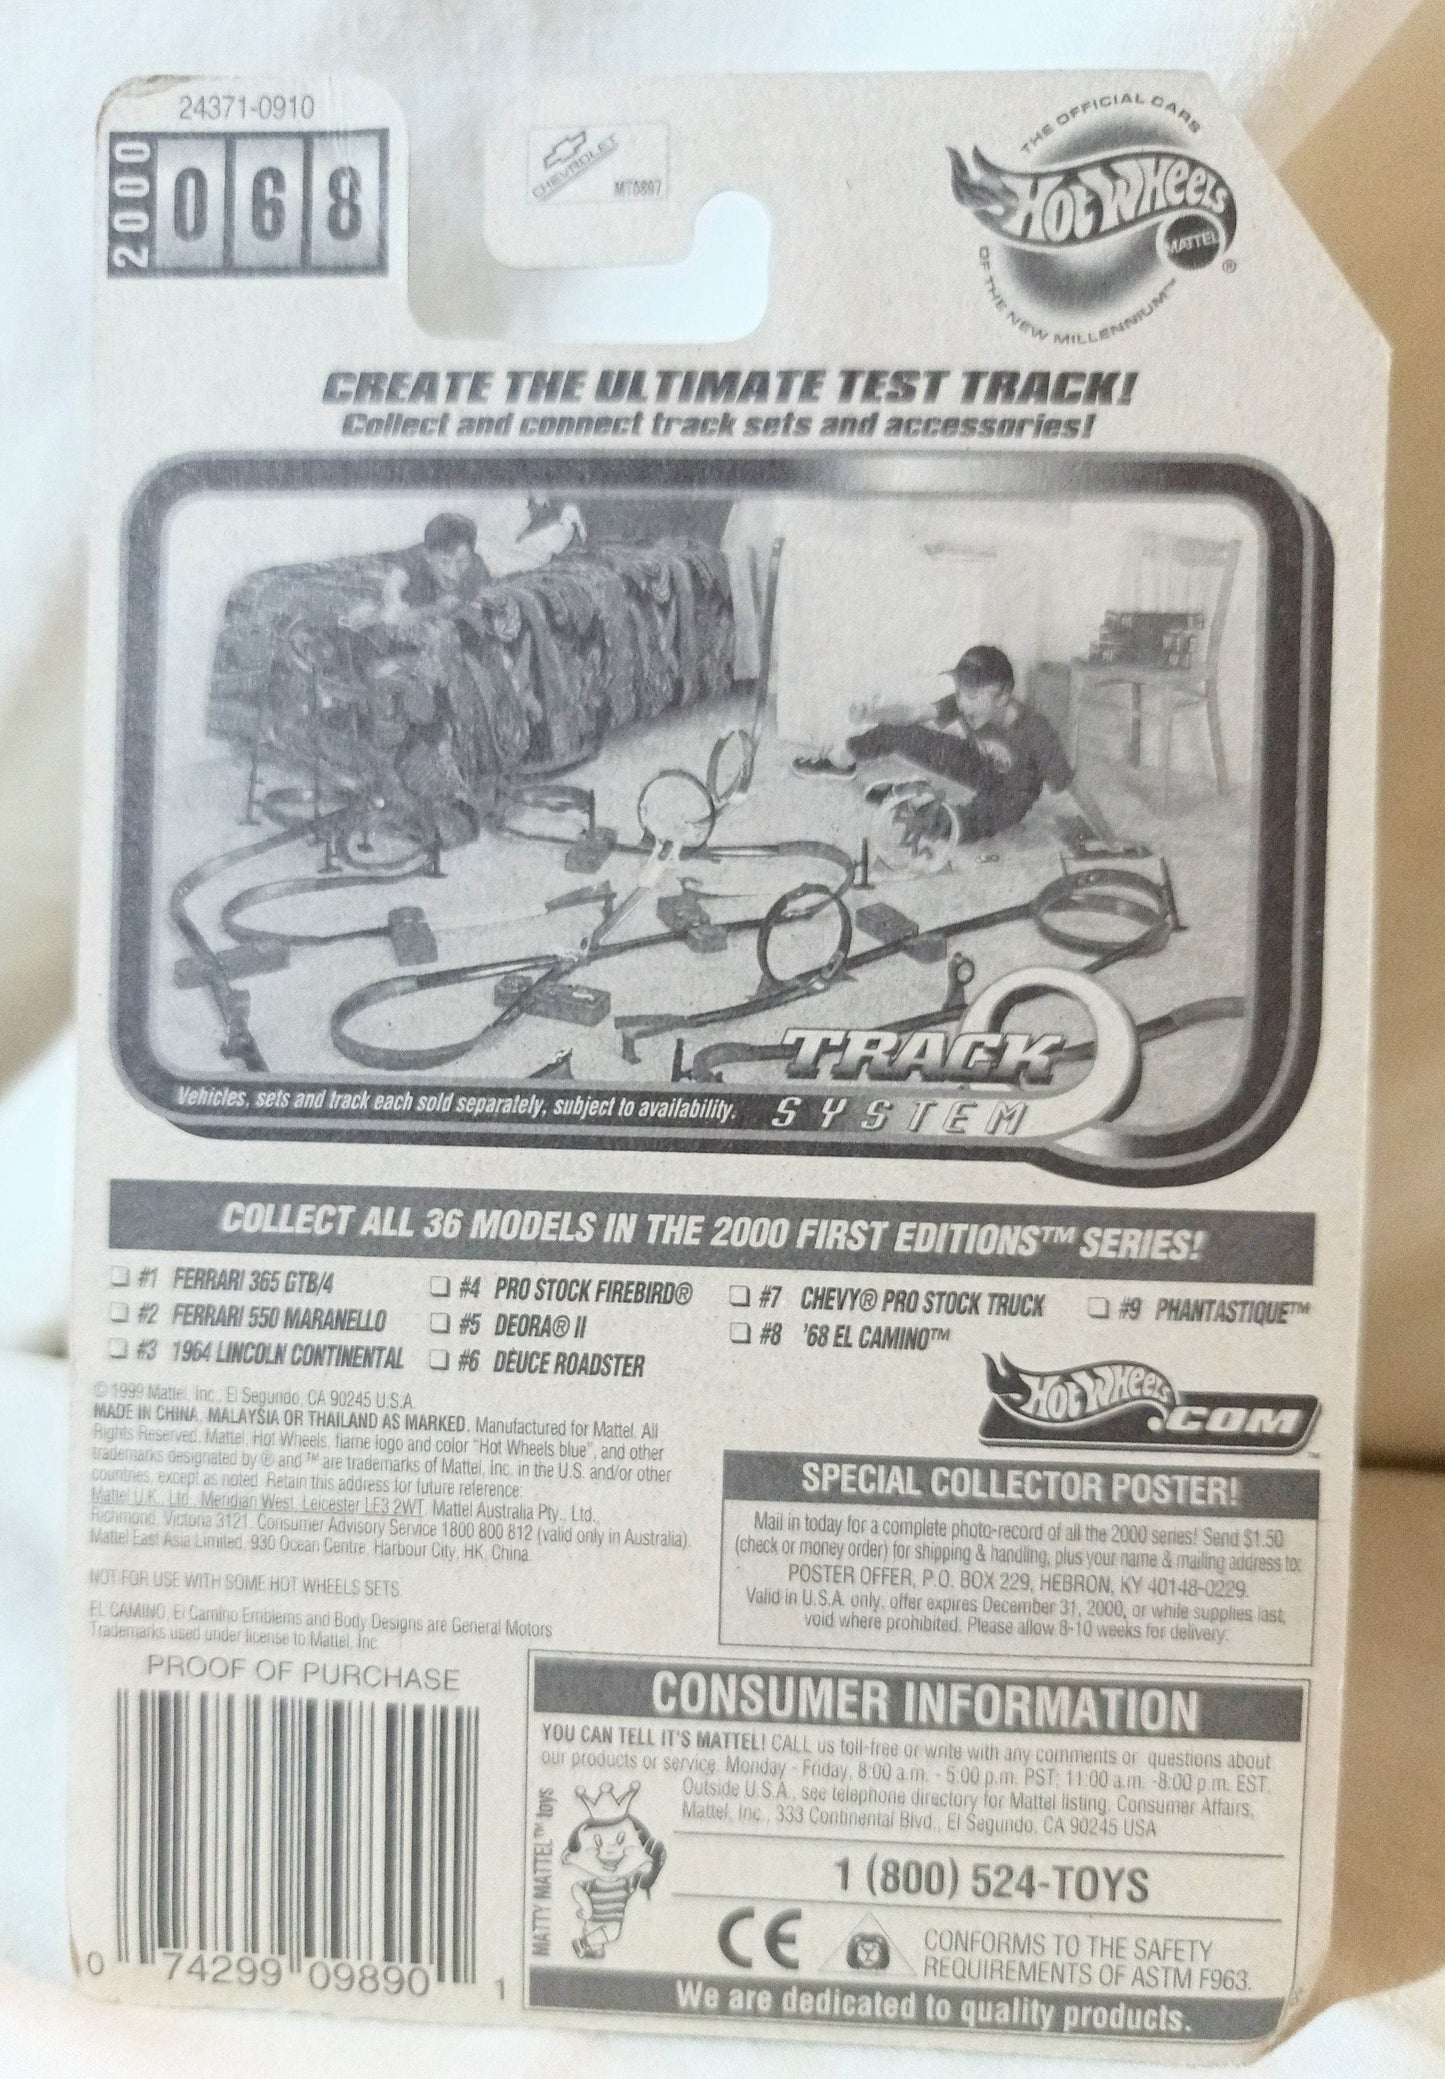 24371-0910
2000
068
CHEVROLET
MT0897
THE OFFICIAL CARS
HOT WHEELS
MATTEL
®
OF THE NEW MILLENNIUM™
CREATE THE ULTIMATE TEST TRACK!
Collect and connect track sets and accessories!
TRACK
SYSTEM
Vehicles, sets and track each sold separately, subject to availability.
COLLECT ALL 36 MODELS IN THE 2000 FIRST EDITIONS™ SERIES!
#1 FERRARI 365 GTB/4
#2 FERRARI 550 MARANELLO
#3 1964 LINCOLN CONTINENTAL
#4 PRO STOCK FIREBIRD®
#5 DEORA® II
#6 DEUCE ROADSTER
#7 CHEVY® PRO STOCK TRUCK
#8 '68 EL CAMINO™
#9 PHANTASTIQUE™
HOT WHEELS
.COM
™
© 1999 Mattel, Inc., El Segundo, CA 90245 U.S.A.
MADE IN CHINA, MALAYSIA OR THAILAND AS MARKED. Manufactured for Mattel. All
Rights Reserved. Mattel, Hot Wheels, flame logo and color "Hot Wheels blue", and other
trademarks designated by ® and ™ are trademarks of Mattel, Inc. in the U.S. and/or other
countries, except as noted. Retain this address for future reference:
Mattel U.K., Ltd., Meridian West, Leicester LE3 2WT. Mattel Australia Pty., Ltd.,
Richmond, Victoria 3121. Consumer Advisory Service 1800 800 812 (valid only in Australia).
Mattel East Asia Limited, 930 Ocean Centre, Harbour City, HK, China.
NOT FOR USE WITH SOME HOT WHEELS SETS.
EL CAMINO, El Camino Emblems and Body Designs are General Motors
Trademarks used under license to Mattel, Inc.
SPECIAL COLLECTOR POSTER!
Mail in today for a complete photo-record of all the 2000 series! Send $1.50
(check or money order) for shipping & handling, plus your name & mailing address to:
POSTER OFFER, P.O. BOX 229, HEBRON, KY 40148-0229.
Valid in U.S.A. only, offer expires December 31, 2000, or while supplies last,
void where prohibited. Please allow 8-10 weeks for delivery.
PROOF OF PURCHASE
0 74299 09890 1
CONSUMER INFORMATION
YOU CAN TELL IT'S MATTEL! CALL us toll-free or write with any comments or questions about
our products or service. Monday - Friday, 8:00 a.m. - 5:00 p.m. PST; 11:00 a.m. -8:00 p.m. EST.
Outside U.S.A., see telephone directory for Mattel listing. Consumer Affairs,
Mattel, Inc., 333 Continental Blvd., El Segundo, CA 90245 USA
MATTY MATTEL™ toys
1 (800) 524-TOYS
CE
CONFORMS TO THE SAFETY
REQUIREMENTS OF ASTM F963.
We are dedicated to quality products.